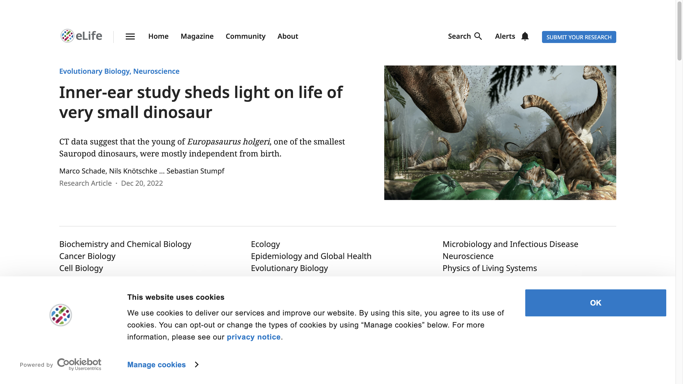 eLife
Home Magazine Community About
Search Alerts SUBMIT YOUR RESEARCH
Evolutionary Biology, Neuroscience
Inner-ear study sheds light on life of
very small dinosaur
CT data suggest that the young of Europasaurus holgeri, one of the smallest
Sauropod dinosaurs, were mostly independent from birth.
Marco Schade, Nils Knötschke ... Sebastian Stumpf
Research Article · Dec 20, 2022
Biochemistry and Chemical Biology
Cancer Biology
Cell Biology
Ecology
Epidemiology and Global Health
Evolutionary Biology
Microbiology and Infectious Disease
Neuroscience
Physics of Living Systems
This website uses cookies
We use cookies to deliver our services and improve our website. By using this site, you agree to its use of
cookies. You can opt-out or change the types of cookies by using “Manage cookies” below. For more
information, please see our privacy notice.
OK
Powered by Cookiebot
by Usercentrics
Manage cookies